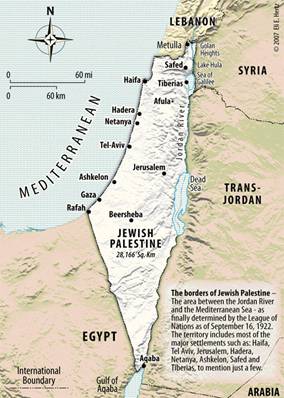 © 2007 Eli E. Hertz
LEBANON
N
Metulla
Golan
Heights
Safed
Lake Hula
SYRIA
0 60 mi
0 60 km
Haifa
Tiberias
Sea of
Galilee
Afula
Hadera
Netanya
Jordan River
MEDITERRANEAN
Tel-Aviv
Jerusalem
Ashkelon
Dead
Sea
TRANS-
JORDAN
Gaza
Rafah
Beersheba
JEWISH
PALESTINE
28,166 Sq. Km
The borders of Jewish Palestine –
The area between the Jordan River
and the Mediterranean Sea - as
finally determined by the League of
Nations as of September 16, 1922.
The territory includes most of the
major settlements such as: Haifa,
Tel Aviv, Jerusalem, Hadera,
Netanya, Ashkelon, Safed and
Tiberias, to mention just a few.
EGYPT
Aqaba
International
Boundary
Gulf of
Aqaba
ARABIA